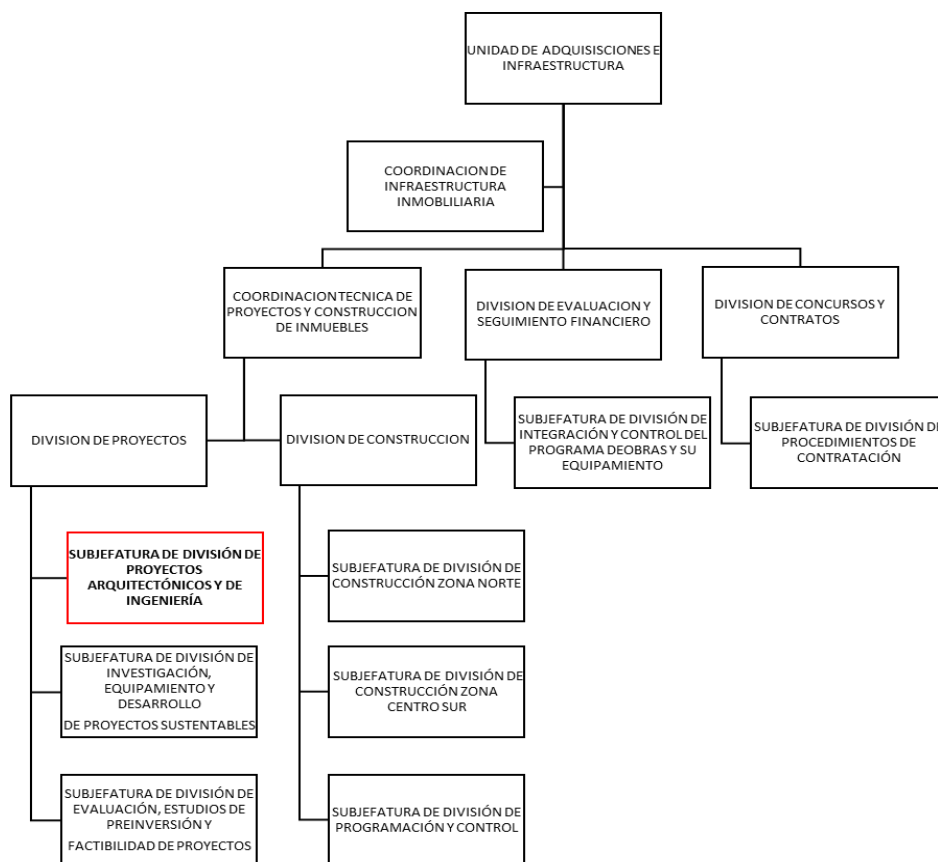 UNIDAD DE ADQUISISCIONES E
INFRAESTRUCTURA
COORDINACION DE
INFRAESTRUCTURA
INMOBLILIARIA
COORDINACION TECNICA DE
PROYECTOS Y CONSTRUCCION
DE INMUEBLES
DIVISION DE EVALUACION Y
SEGUIMIENTO FINANCIERO
DIVISION DE CONCURSOS Y
CONTRATOS
DIVISION DE PROYECTOS
DIVISION DE CONSTRUCCION
SUBJEFATURA DE DIVISIÓN DE
INTEGRACIÓN Y CONTROL DEL
PROGRAMA DEOBRAS Y SU
EQUIPAMIENTO
SUBJEFATURA DE DIVISIÓN DE
PROCEDIMIENTOS DE
CONTRATACIÓN
SUBJEFATURA DE DIVISIÓN DE
PROYECTOS
ARQUITECTÓNICOS Y DE
INGENIERÍA
SUBJEFATURA DE DIVISIÓN DE
CONSTRUCCIÓN ZONA NORTE
SUBJEFATURA DE DIVISIÓN DE
INVESTIGACIÓN,
EQUIPAMIENTO Y
DESARROLLO
DE PROYECTOS SUSTENTABLES
SUBJEFATURA DE DIVISIÓN DE
CONSTRUCCIÓN ZONA
CENTRO SUR
SUBJEFATURA DE DIVISIÓN DE
EVALUACIÓN, ESTUDIOS DE
PREINVERSIÓN Y
FACTIBILIDAD DE PROYECTOS
SUBJEFATURA DE DIVISIÓN DE
PROGRAMACIÓN Y CONTROL